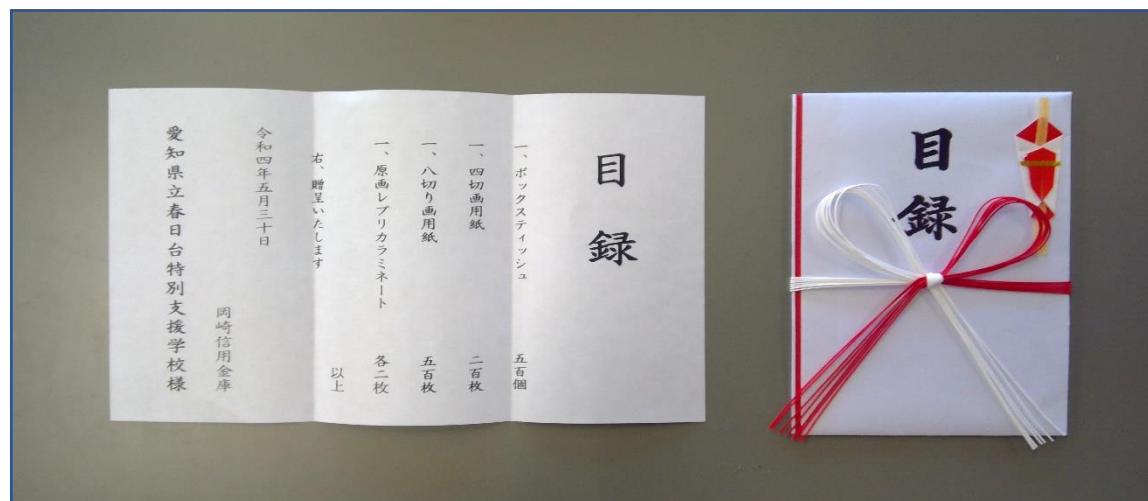 目録
一、ボックスティッシュ 五百個
一、四切画用紙 二百枚
一、八切り画用紙 五百枚
一、原画レプリカラミネート 各二枚
以上
右、贈呈いたします
令和四年五月三十日
岡崎信用金庫
愛知県立春日台特別支援学校様
目録